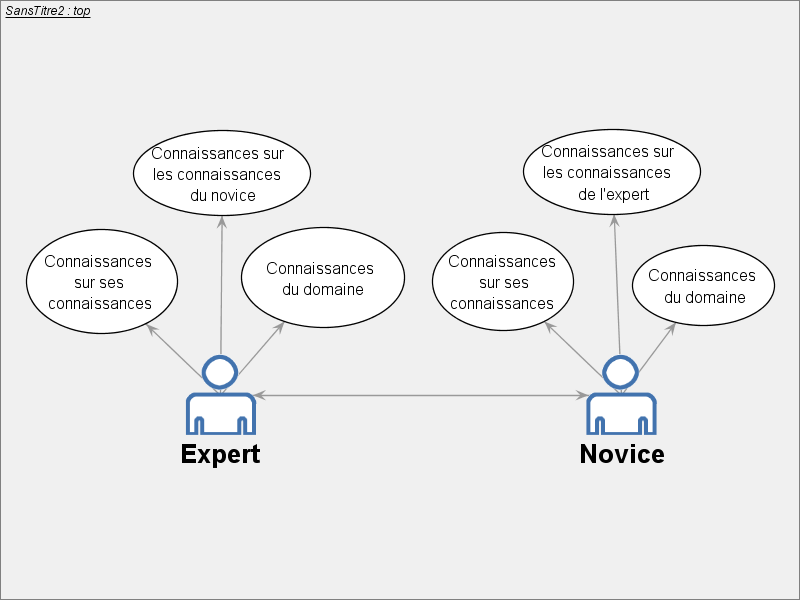 SansTitre2 : top
Connaissances sur
les connaissances
du novice
Connaissances
sur ses
connaissances
Connaissances
du domaine
Expert
Connaissances sur
les connaissances
de l'expert
Connaissances
sur ses
connaissances
Connaissances
du domaine
Novice